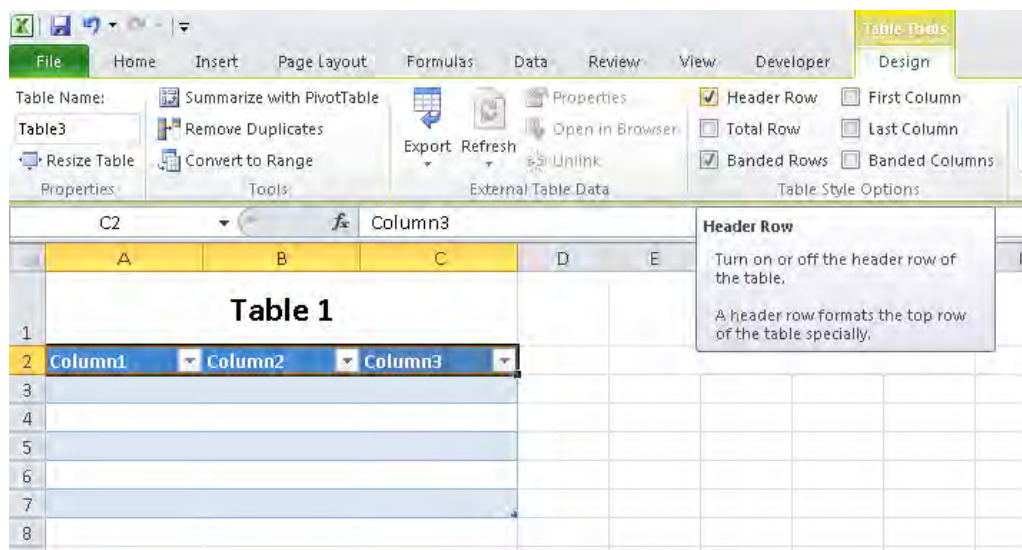 Table Tools
File Home Insert Page Layout Formulas Data Review View Developer Design
Table Name: Summarize with PivotTable Properties Header Row First Column
Table3 Remove Duplicates Export Refresh Open in Browser Total Row Last Column
Resize Table Convert to Range Unlink Banded Rows Banded Columns
Properties Tools External Table Data Table Style Options
C2 fx Column3
Header Row
Turn on or off the header row of
the table.
A header row formats the top row
of the table specially.
A B C D E
1 Table 1
2 Column1 Column2 Column3
3
4
5
6
7
8